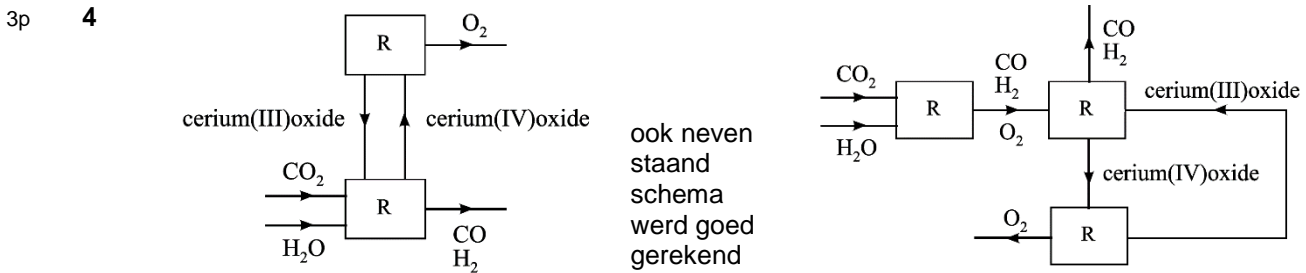 3p 4
O₂
R
cerium(III)oxide cerium(IV)oxide
CO₂
R
H₂O
CO
H₂
ook neven
staand
schema
werd goed
gerekend
CO
H₂
CO₂
CO
H₂
cerium(III)oxide
R
R
H₂O
O₂
cerium(IV)oxide
O₂
R